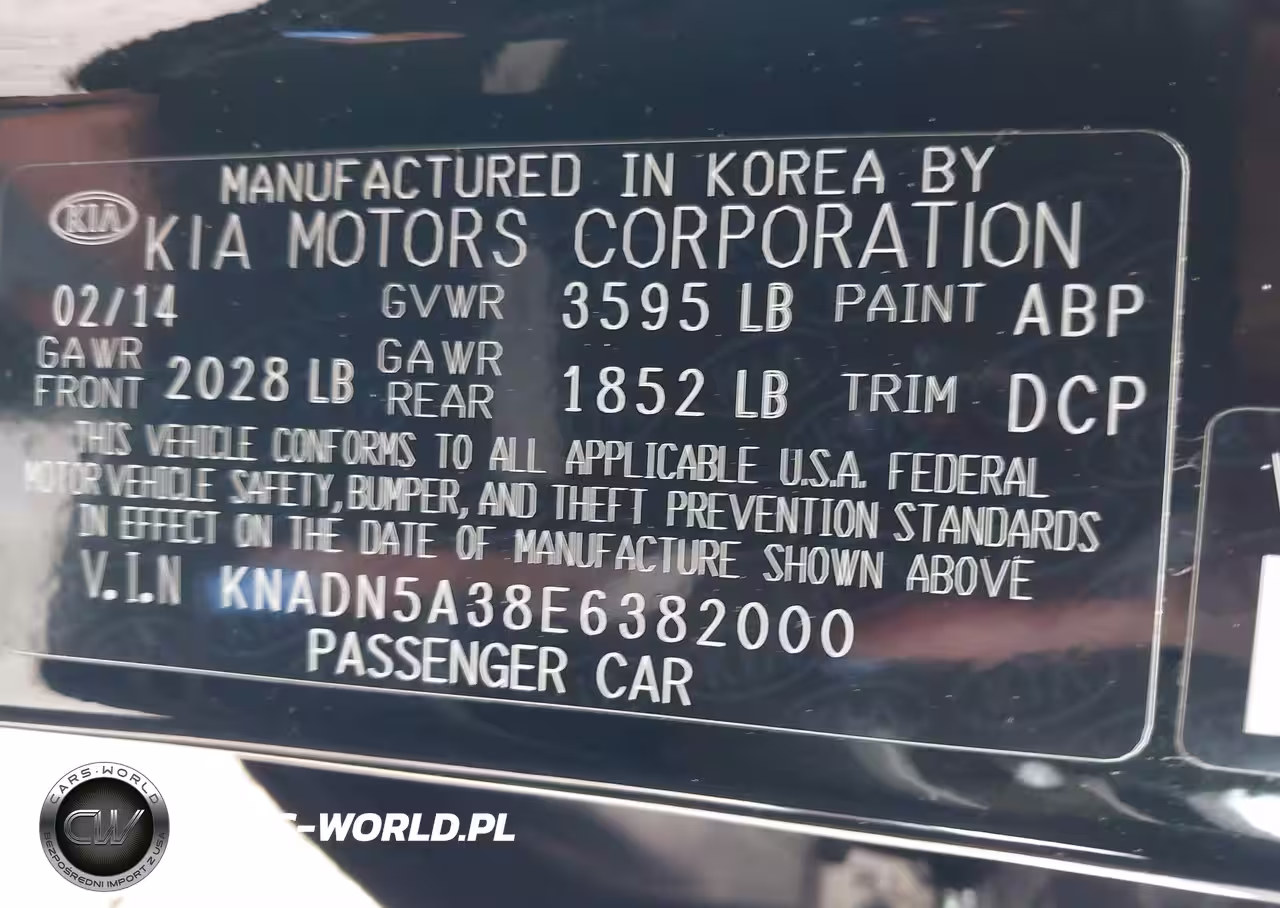 MANUFACTURED IN KOREA BY
KIA KIA MOTORS CORPORATION
02/14 GVWR 3595 LB PAINT ABP
GAWR FRONT 2028 LB GAWR REAR 1852 LB TRIM DCP
THIS VEHICLE CONFORMS TO ALL APPLICABLE U.S.A. FEDERAL
MOTOR VEHICLE SAFETY, BUMPER, AND THEFT PREVENTION STANDARDS
IN EFFECT ON THE DATE OF MANUFACTURE SHOWN ABOVE
V.I.N KNADN5A38E6382000
PASSENGER CAR
CARS-WORLD
CW
BEZPOŚREDNI IMPORT Z USA
S-WORLD.PL